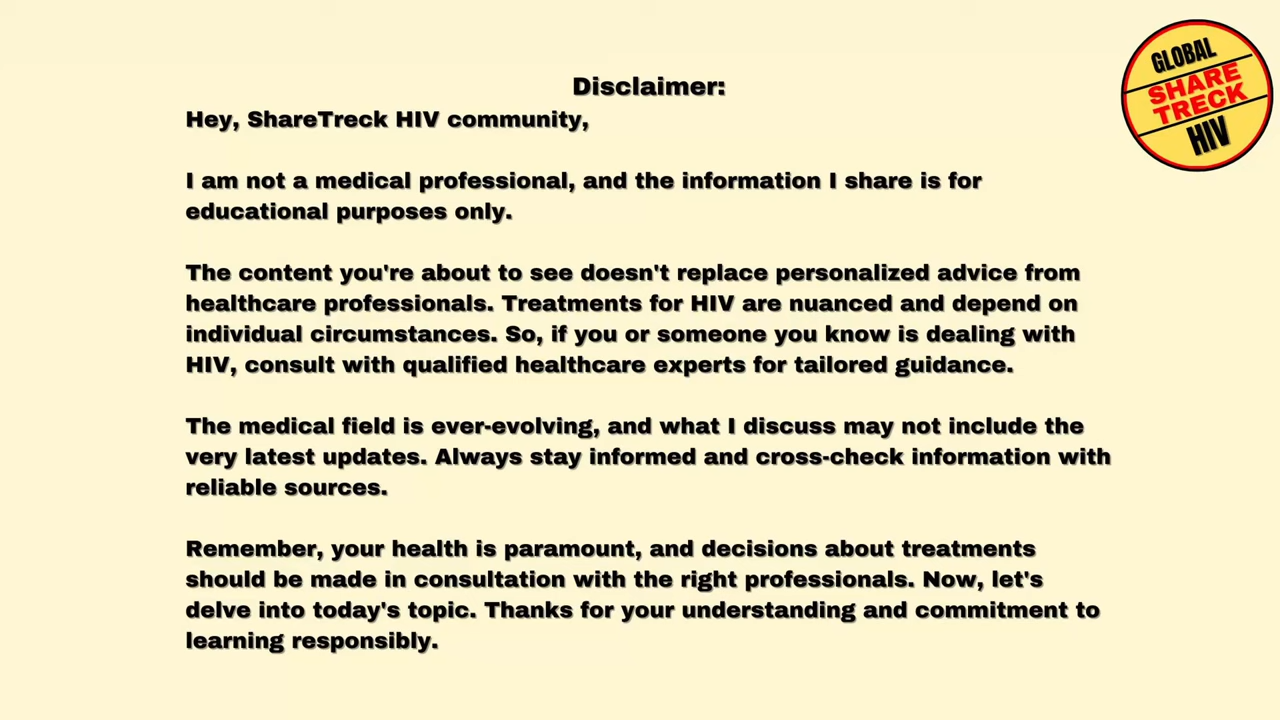 Disclaimer:
Hey, ShareTreck HIV community,
I am not a medical professional, and the information I share is for
educational purposes only.
The content you're about to see doesn't replace personalized advice from
healthcare professionals. Treatments for HIV are nuanced and depend on
individual circumstances. So, if you or someone you know is dealing with
HIV, consult with qualified healthcare experts for tailored guidance.
The medical field is ever-evolving, and what I discuss may not include the
very latest updates. Always stay informed and cross-check information with
reliable sources.
Remember, your health is paramount, and decisions about treatments
should be made in consultation with the right professionals. Now, let's
delve into today's topic. Thanks for your understanding and commitment to
learning responsibly.
GLOBAL
SHARE
TRECK
HIV